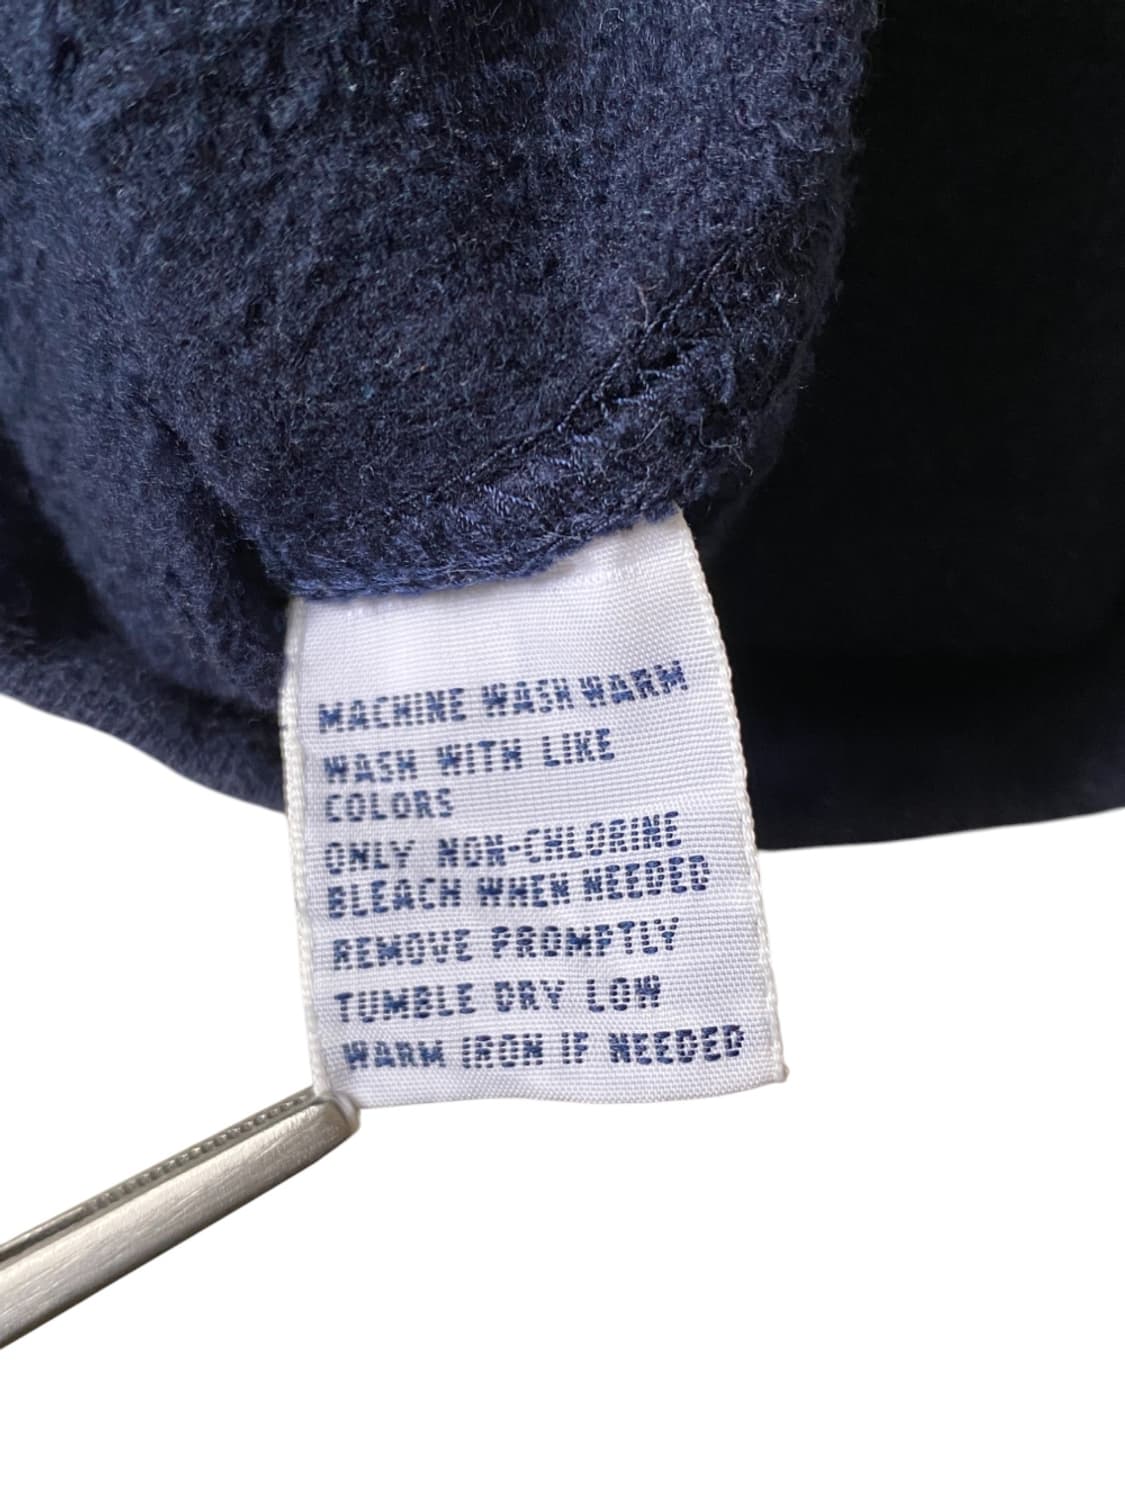 MACHINE WASH WARM
WASH WITH LIKE
COLORS
ONLY NON-CHLORINE
BLEACH WHEN NEEDED
REMOVE PROMPTLY
TUMBLE DRY LOW
WARM IRON IF NEEDED